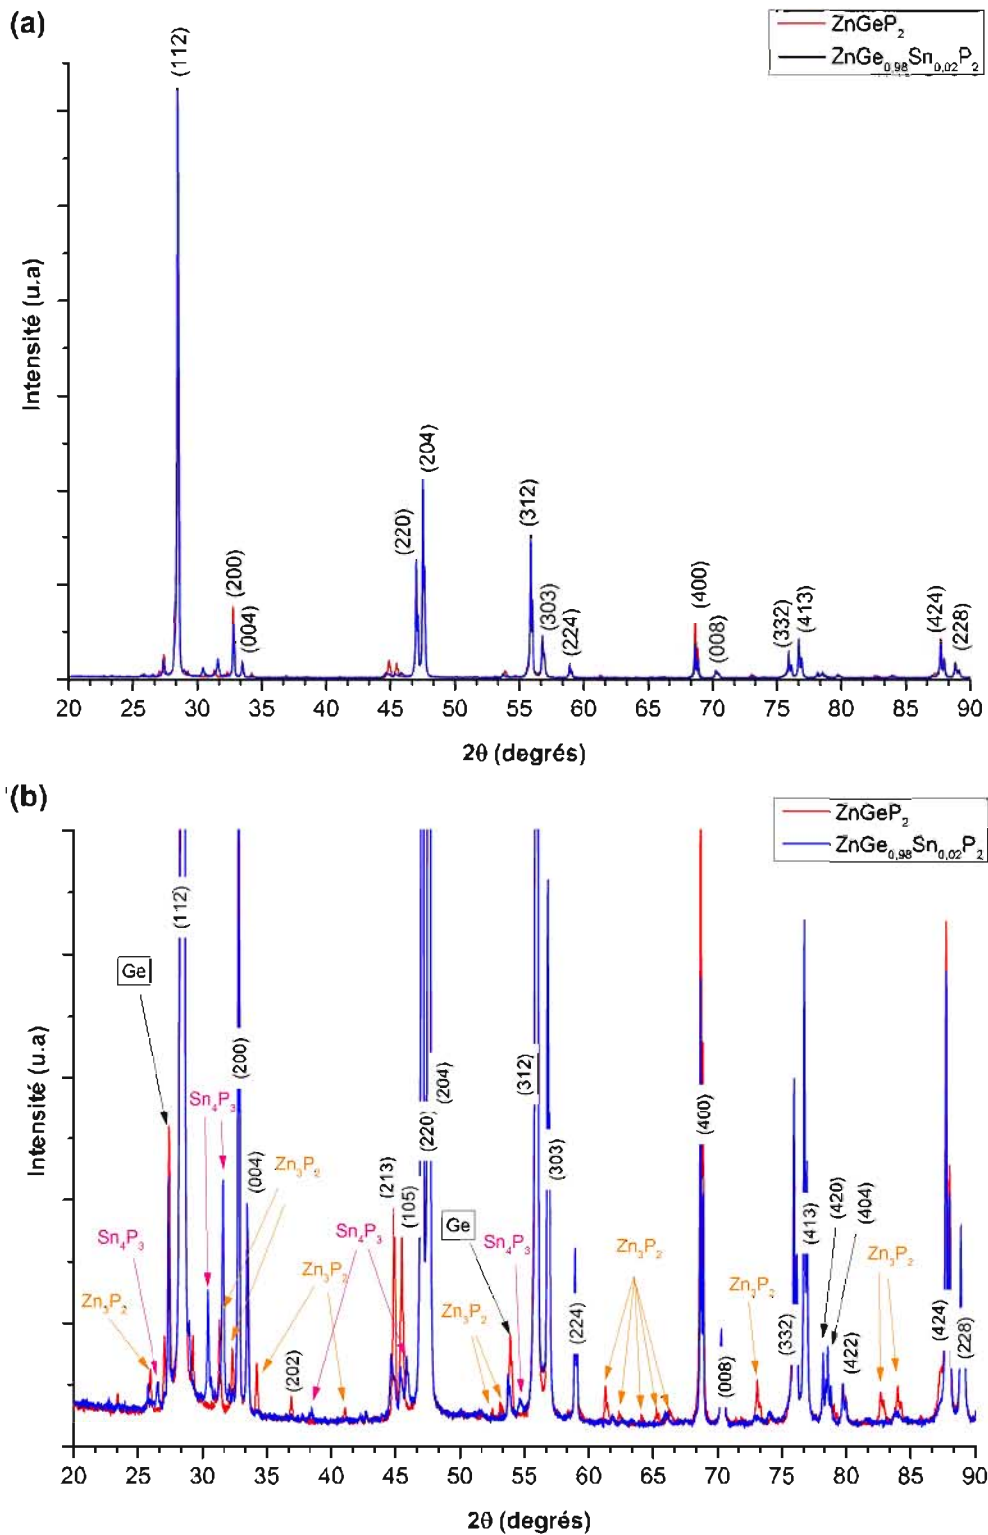 (a)
ZnGeP2
ZnGe0,98Sn0,02P2
(112)
(200)
(004)
(220)
(204)
(312)
(303)
(224)
(400)
(008)
(332)
(413)
(424)
(228)
Intensité (u.a)
20 25 30 35 40 45 50 55 60 65 70 75 80 85 90
2θ (degrés)
(b)
ZnGeP2
ZnGe0,98Sn0,02P2
(112)
Ge
(200)
Sn4P3
Zn3P2
(004)
Sn4P3
Zn3P2
Zn3P2
(202)
Sn4P3
(213)
(105)
(220)
(204)
Ge
Sn4P3
Zn3P2
(312)
(303)
(224)
Zn3P2
(400)
(008)
Zn3P2
(332)
(413)
(420)
(404)
(422)
Zn3P2
(424)
(228)
Intensité (u.a)
20 25 30 35 40 45 50 55 60 65 70 75 80 85 90
2θ (degrés)